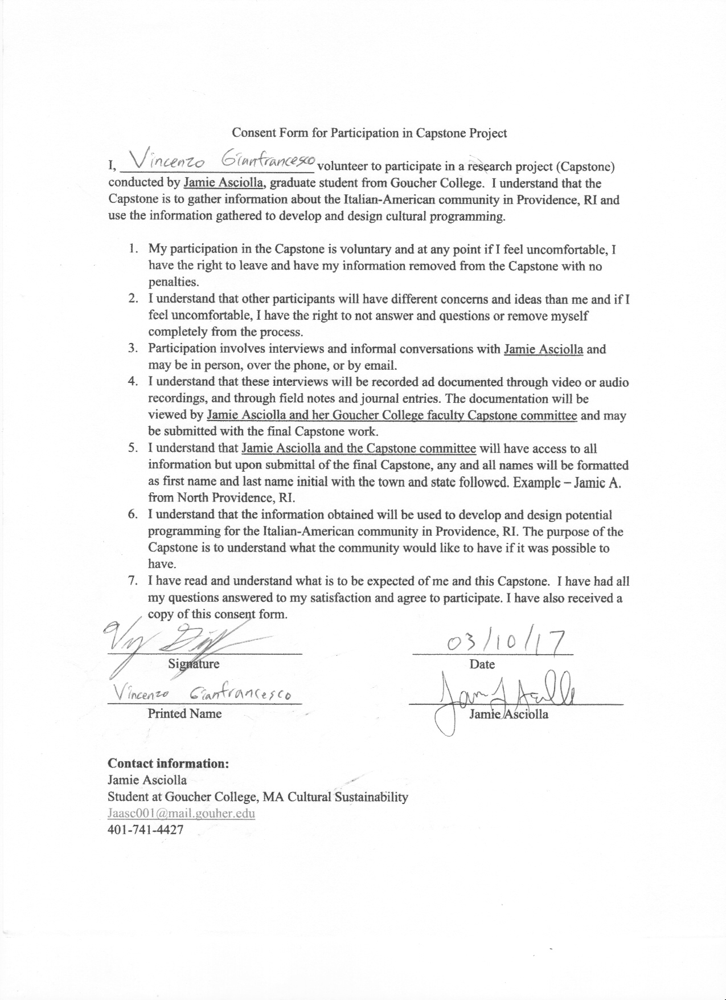 Consent Form for Participation in Capstone Project
I, Vincenzo Gianfrancesco volunteer to participate in a research project (Capstone)
conducted by Jamie Asciolla, graduate student from Goucher College. I understand that the
Capstone is to gather information about the Italian-American community in Providence, RI and
use the information gathered to develop and design cultural programming.
1. My participation in the Capstone is voluntary and at any point if I feel uncomfortable, I
have the right to leave and have my information removed from the Capstone with no
penalties.
2. I understand that other participants will have different concerns and ideas than me and if I
feel uncomfortable, I have the right to not answer and questions or remove myself
completely from the process.
3. Participation involves interviews and informal conversations with Jamie Asciolla and
may be in person, over the phone, or by email.
4. I understand that these interviews will be recorded ad documented through video or audio
recordings, and through field notes and journal entries. The documentation will be
viewed by Jamie Asciolla and her Goucher College faculty Capstone committee and may
be submitted with the final Capstone work.
5. I understand that Jamie Asciolla and the Capstone committee will have access to all
information but upon submittal of the final Capstone, any and all names will be formatted
as first name and last name initial with the town and state followed. Example – Jamie A.
from North Providence, RI.
6. I understand that the information obtained will be used to develop and design potential
programming for the Italian-American community in Providence, RI. The purpose of the
Capstone is to understand what the community would like to have if it was possible to
have.
7. I have read and understand what is to be expected of me and this Capstone. I have had all
my questions answered to my satisfaction and agree to participate. I have also received a
copy of this consent form.
03/10/17
Signature Date
Vincenzo Gianfrancesco
Printed Name Jamie Asciolla
Contact information:
Jamie Asciolla
Student at Goucher College, MA Cultural Sustainability
Jaasc001@mail.gouher.edu
401-741-4427